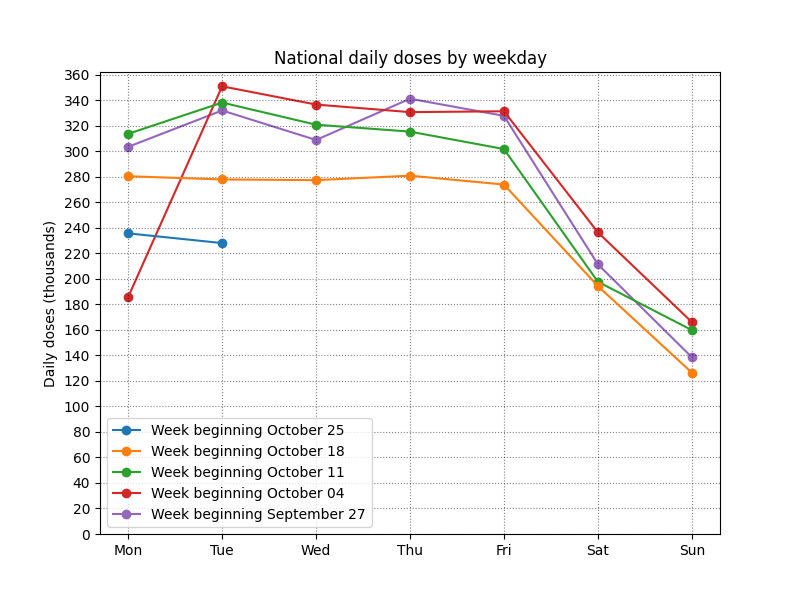 National daily doses by weekday
Daily doses (thousands)
360
340
320
300
280
260
240
220
200
180
160
140
120
100
80
60
40
20
0
Week beginning October 25
Week beginning October 18
Week beginning October 11
Week beginning October 04
Week beginning September 27
Mon Tue Wed Thu Fri Sat Sun